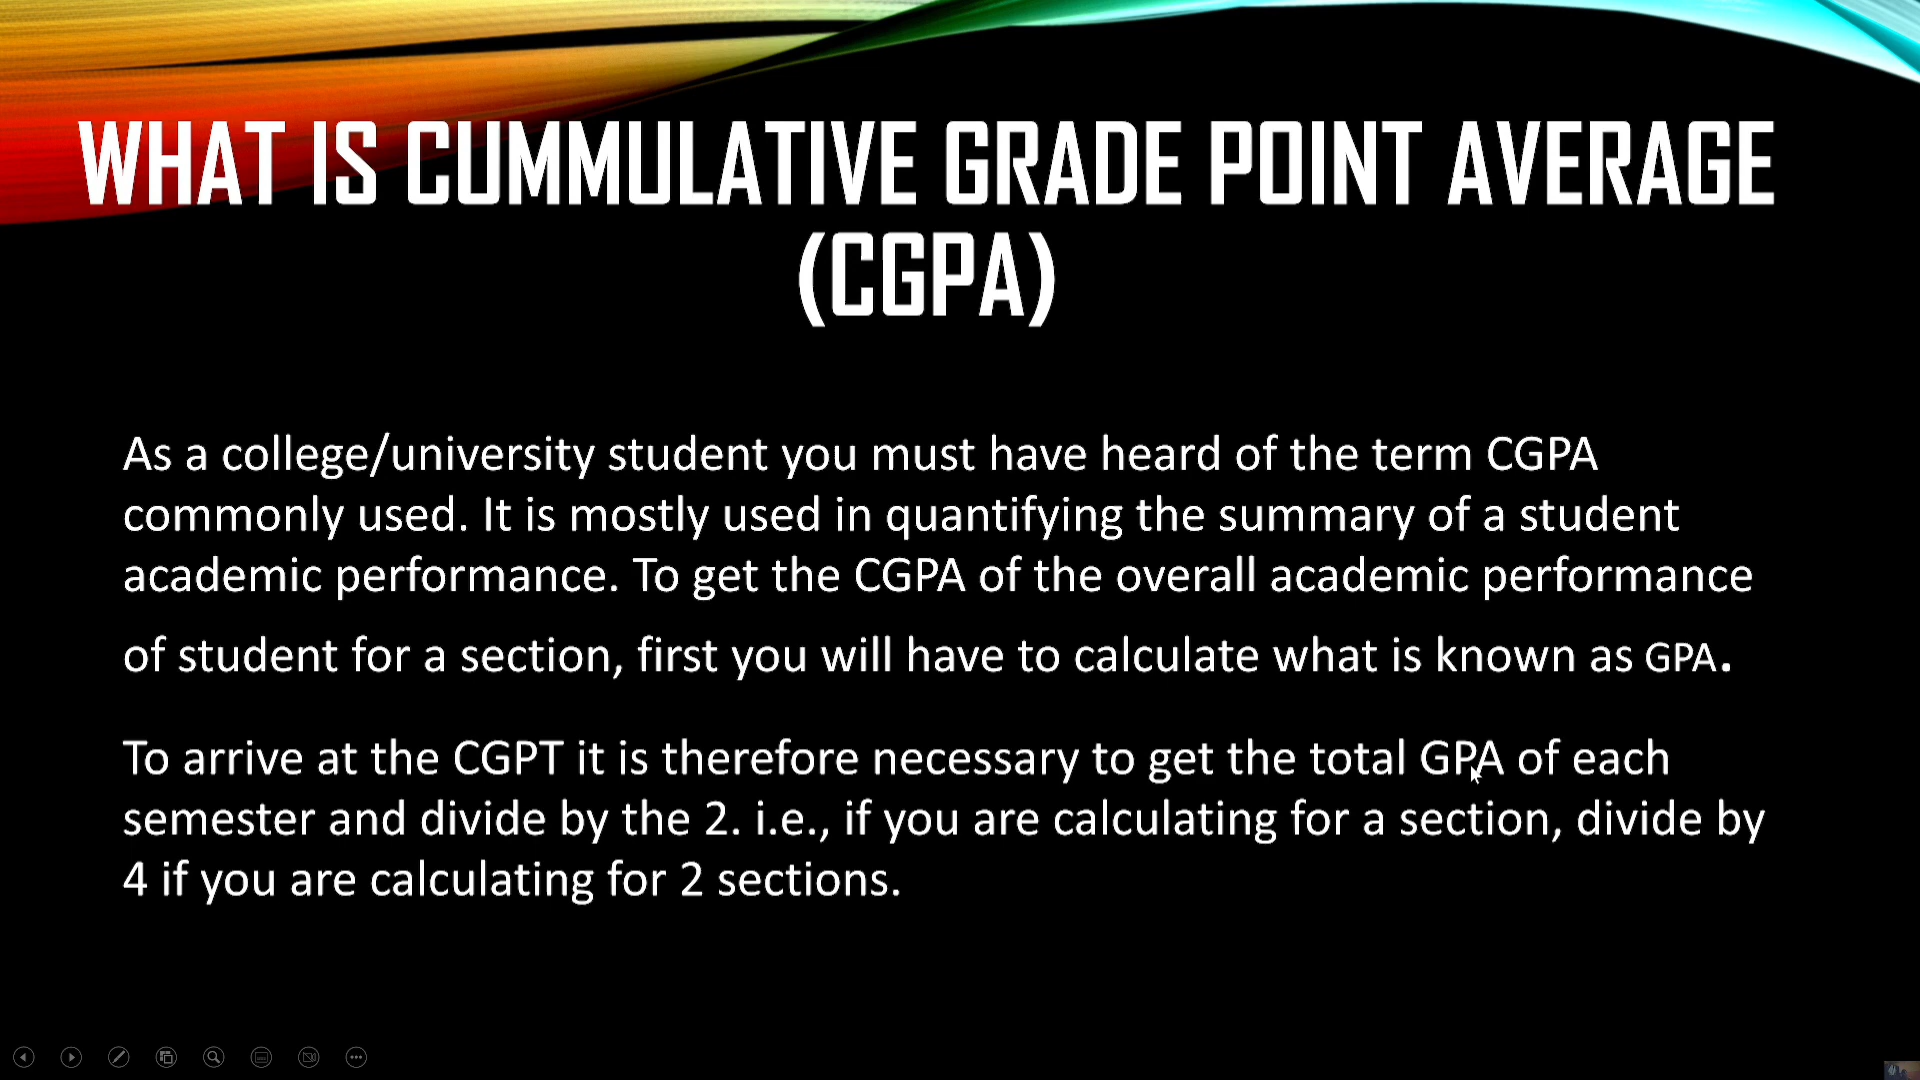 WHAT IS CUMMULATIVE GRADE POINT AVERAGE
(CGPA)
As a college/university student you must have heard of the term CGPA
commonly used. It is mostly used in quantifying the summary of a student
academic performance. To get the CGPA of the overall academic performance
of student for a section, first you will have to calculate what is known as GPA.
To arrive at the CGPT it is therefore necessary to get the total GPA of each
semester and divide by the 2. i.e., if you are calculating for a section, divide by
4 if you are calculating for 2 sections.